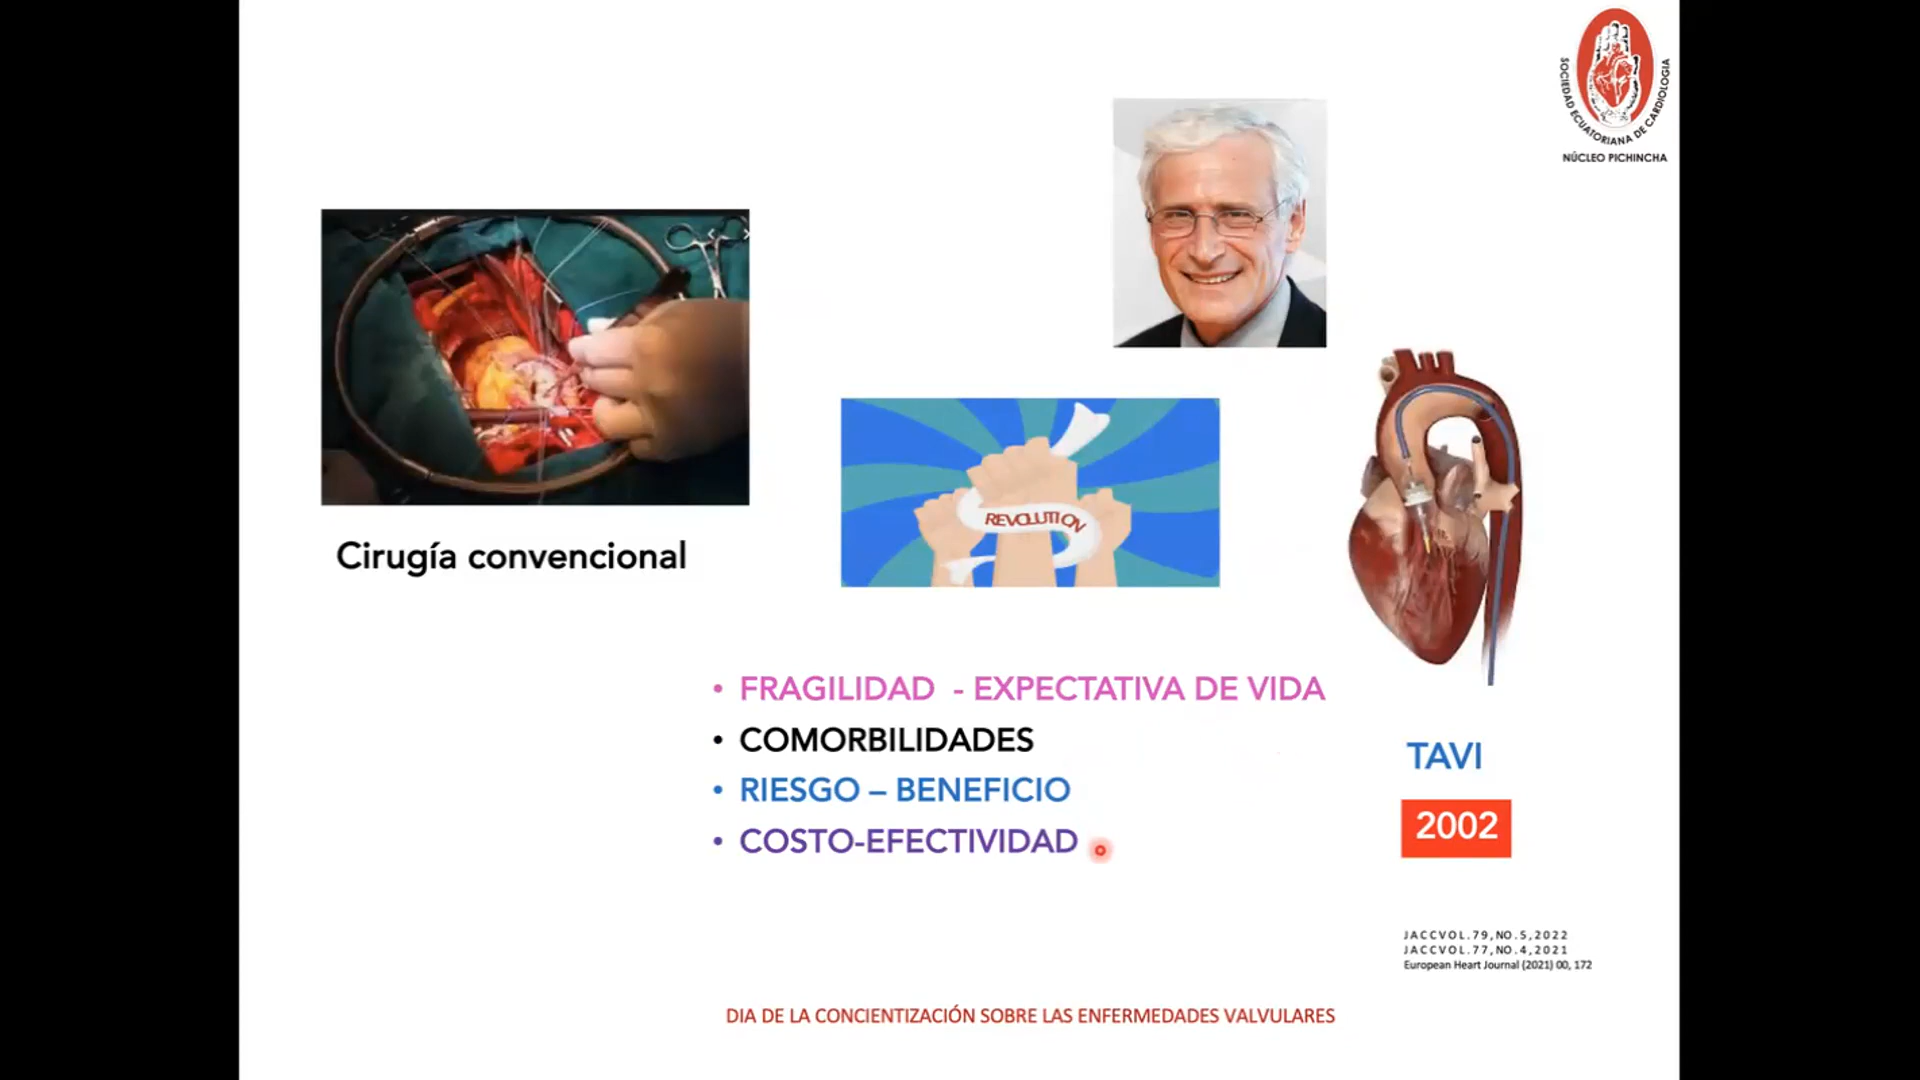 SOCIEDAD ECUATORIANA DE CARDIOLOGIA
NÚCLEO PICHINCHA
Cirugía convencional
REVOLUTION
• FRAGILIDAD - EXPECTATIVA DE VIDA
• COMORBILIDADES
• RIESGO – BENEFICIO
• COSTO-EFECTIVIDAD
TAVI
2002
JACCVOL.79,NO.5,2022
JACCVOL.77,NO.4,2021
European Heart Journal (2021) 00, 172
DIA DE LA CONCIENTIZACIÓN SOBRE LAS ENFERMEDADES VALVULARES